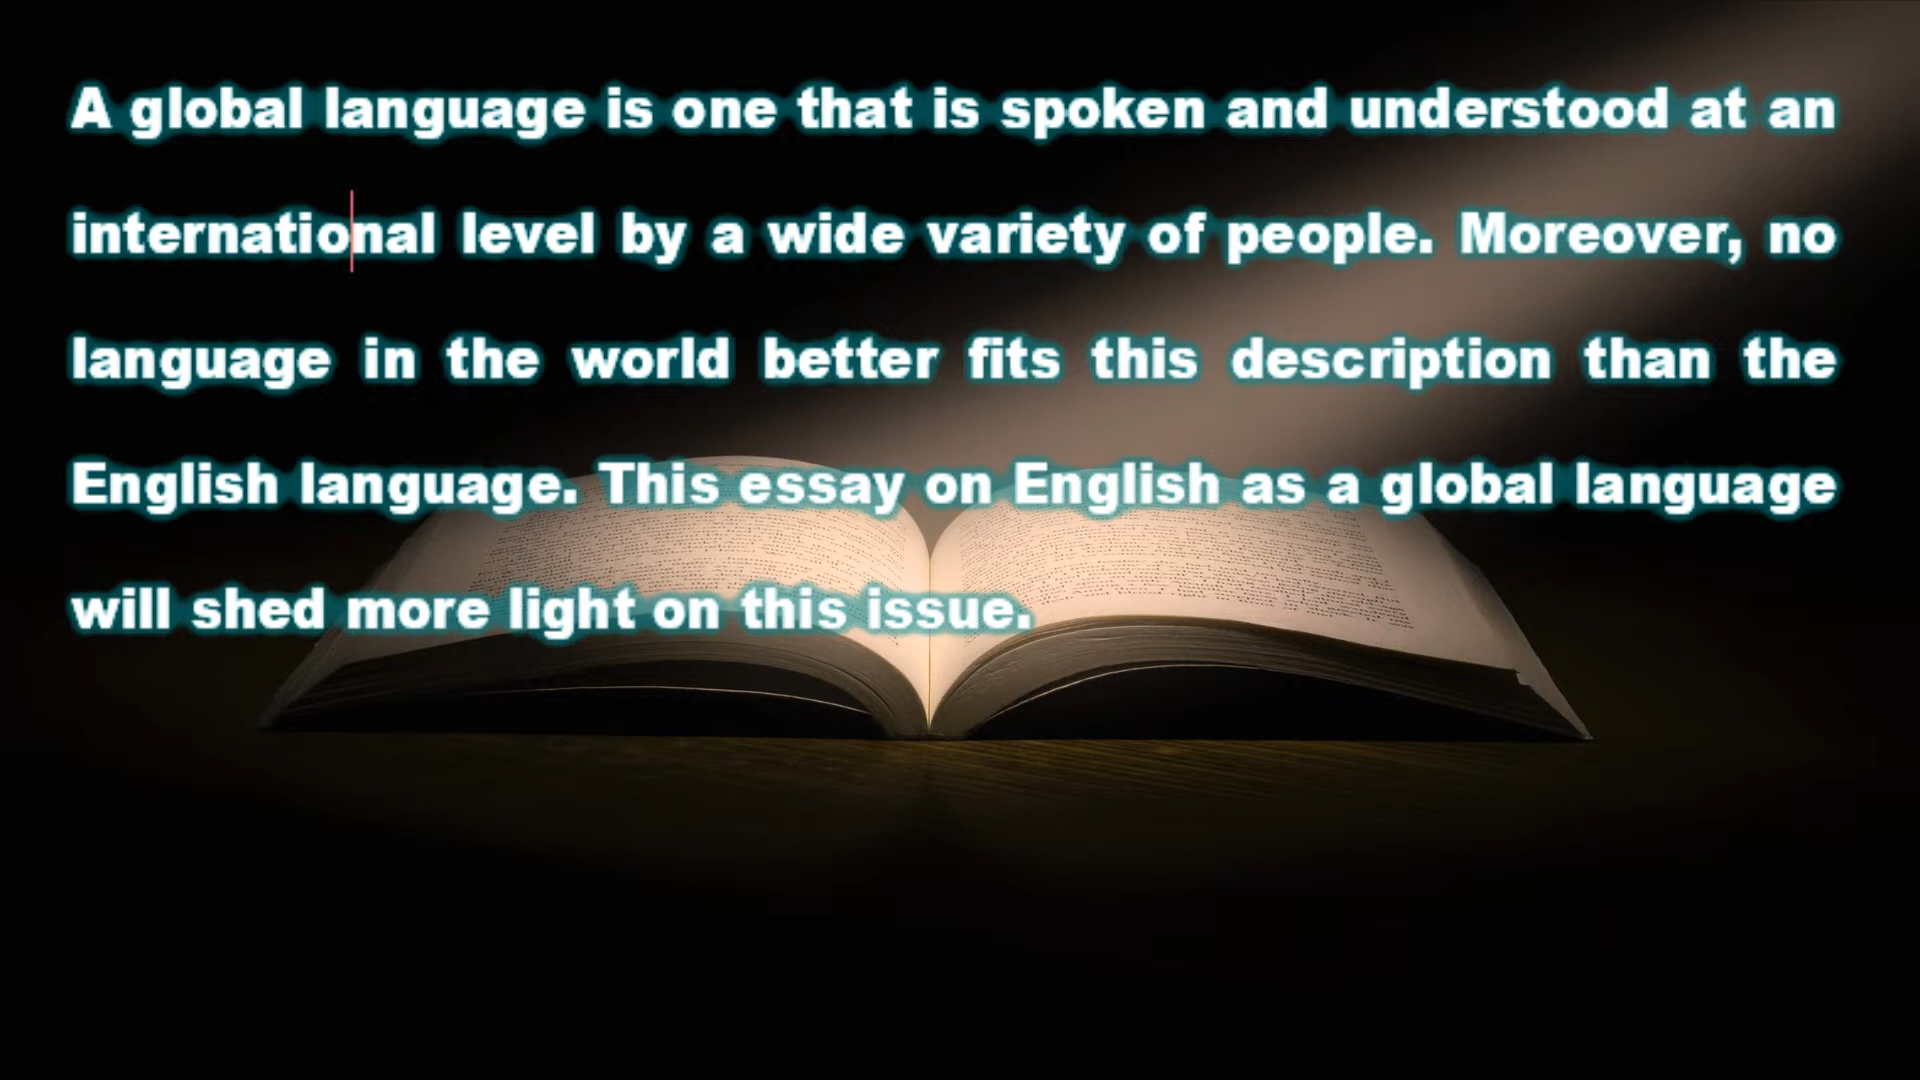 A global language is one that is spoken and understood at an
international level by a wide variety of people. Moreover, no
language in the world better fits this description than the
English language. This essay on English as a global language
will shed more light on this issue.